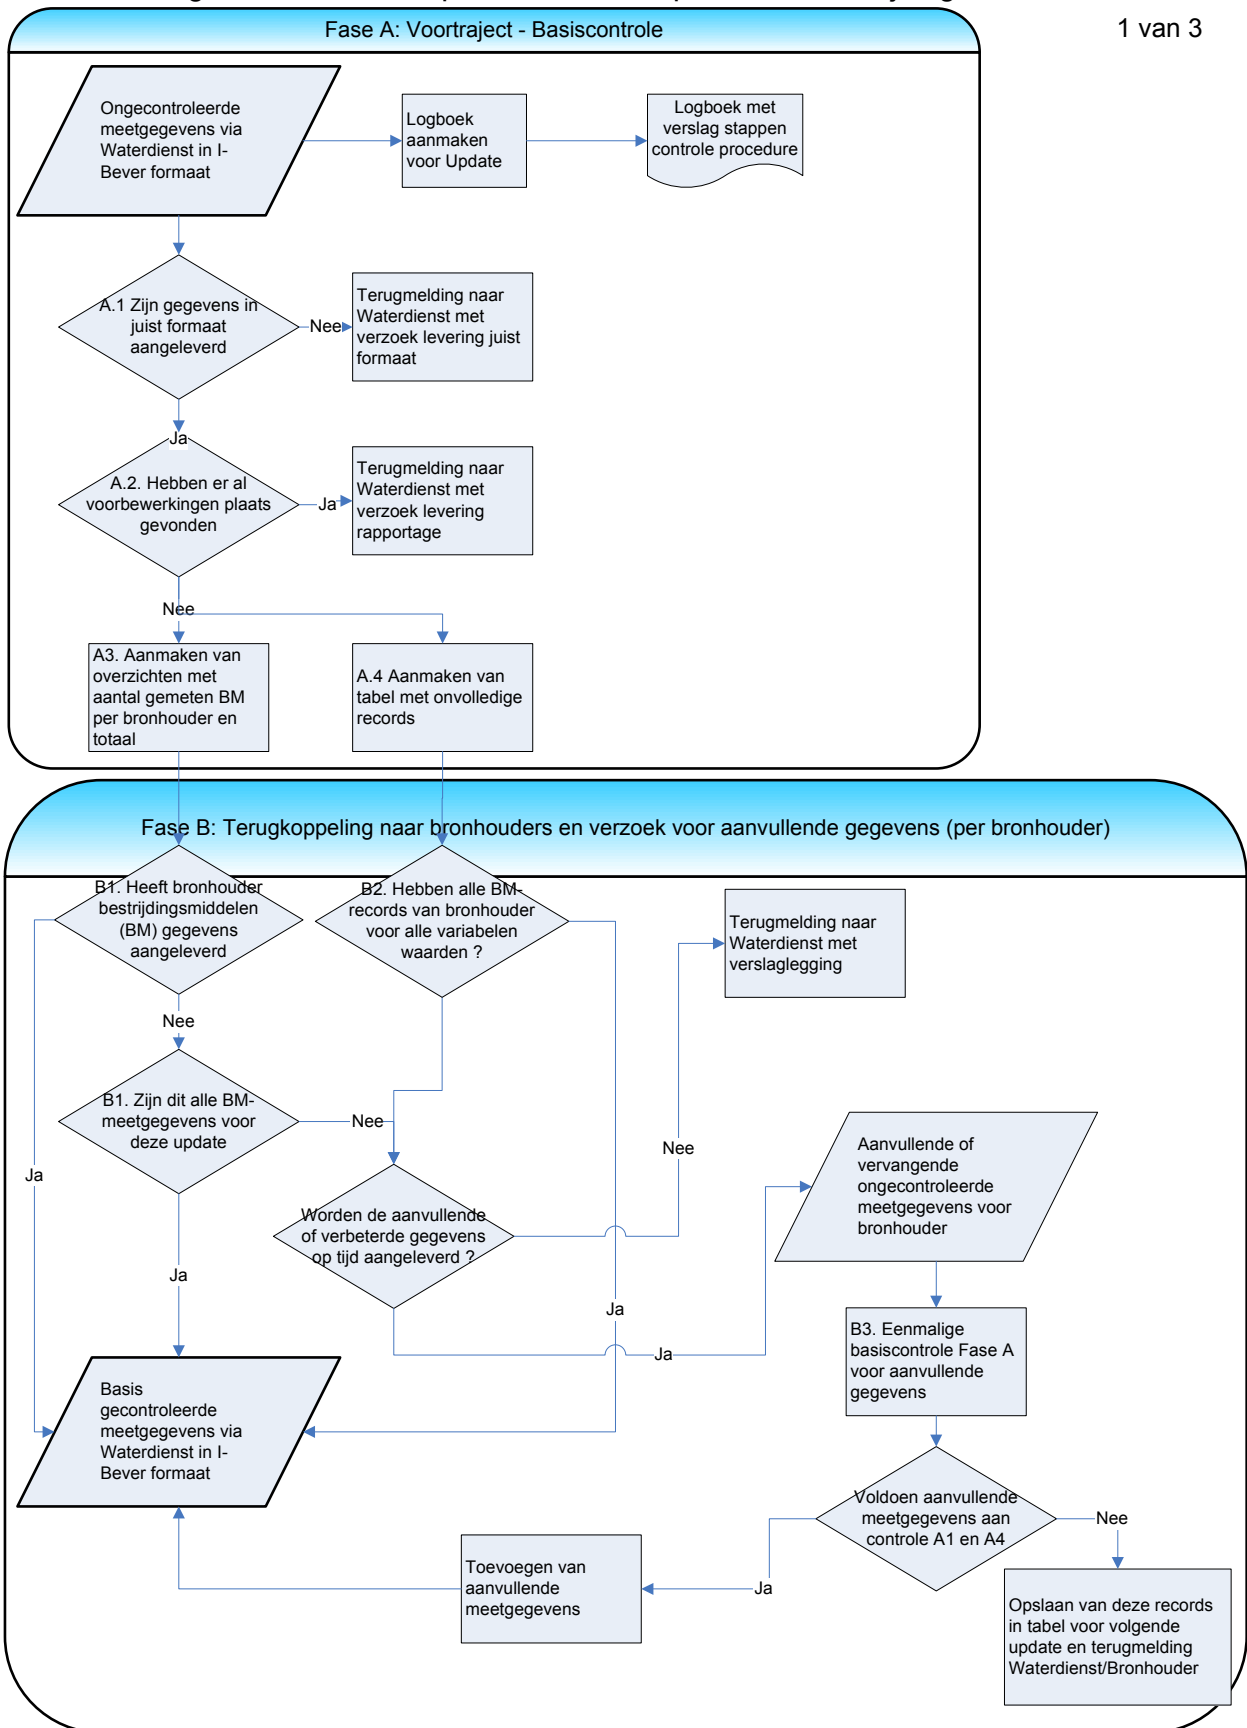 Fase A: Voortraject - Basiscontrole
1 van 3
Ongecontroleerde
meetgegevens via
Waterdienst in I-
Bever formaat
Logboek
aanmaken
voor Update
Logboek met
verslag stappen
controle procedure
A.1 Zijn gegevens in
juist formaat
aangeleverd
Nee
Terugmelding naar
Waterdienst met
verzoek levering juist
formaat
Ja
A.2. Hebben er al
voorbewerkingen plaats
gevonden
Ja
Terugmelding naar
Waterdienst met
verzoek levering
rapportage
Nee
A3. Aanmaken van
overzichten met
aantal gemeten BM
per bronhouder en
totaal
A.4 Aanmaken van
tabel met onvolledige
records
Fase B: Terugkoppeling naar bronhouders en verzoek voor aanvullende gegevens (per bronhouder)
B1. Heeft bronhouder
bestrijdingsmiddelen
(BM) gegevens
aangeleverd
B2. Hebben alle BM-
records van bronhouder
voor alle variabelen
waarden ?
Terugmelding naar
Waterdienst met
verslaglegging
Nee
B1. Zijn dit alle BM-
meetgegevens voor
deze update
Nee
Nee
Ja
Aanvullende of
vervangende
ongecontroleerde
meetgegevens voor
bronhouder
Worden de aanvullende
of verbeterde gegevens
op tijd aangeleverd ?
Ja
Ja
Ja
B3. Eenmalige
basiscontrole Fase A
voor aanvullende
gegevens
Basis
gecontroleerde
meetgegevens via
Waterdienst in I-
Bever formaat
Voldoen aanvullende
meetgegevens aan
controle A1 en A4
Nee
Ja
Toevoegen van
aanvullende
meetgegevens
Opslaan van deze records
in tabel voor volgende
update en terugmelding
Waterdienst/Bronhouder